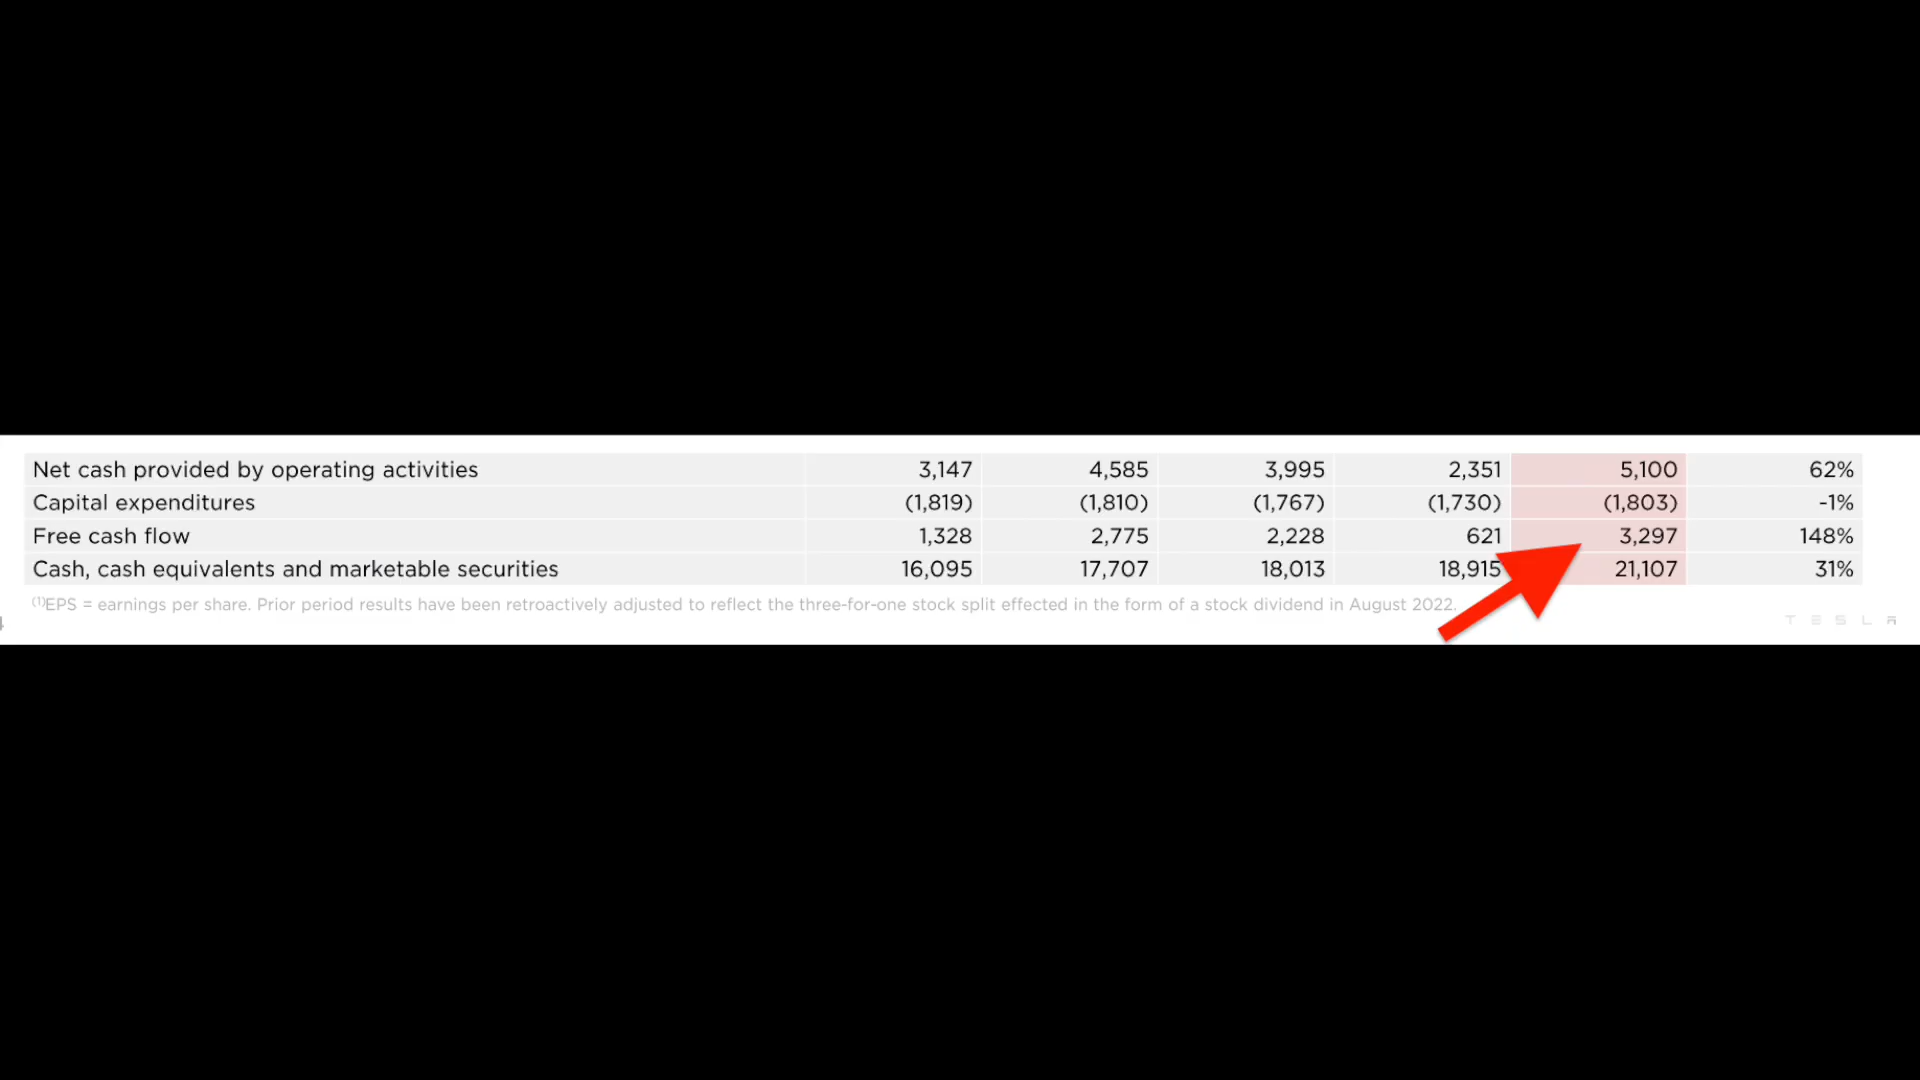 Net cash provided by operating activities 3,147 4,585 3,995 2,351 5,100 62%
Capital expenditures (1,819) (1,810) (1,767) (1,730) (1,803) -1%
Free cash flow 1,328 2,775 2,228 621 3,297 148%
Cash, cash equivalents and marketable securities 16,095 17,707 18,013 18,915 21,107 31%
(1)EPS = earnings per share. Prior period results have been retroactively adjusted to reflect the three-for-one stock split effected in the form of a stock dividend in August 2022.
TESLA